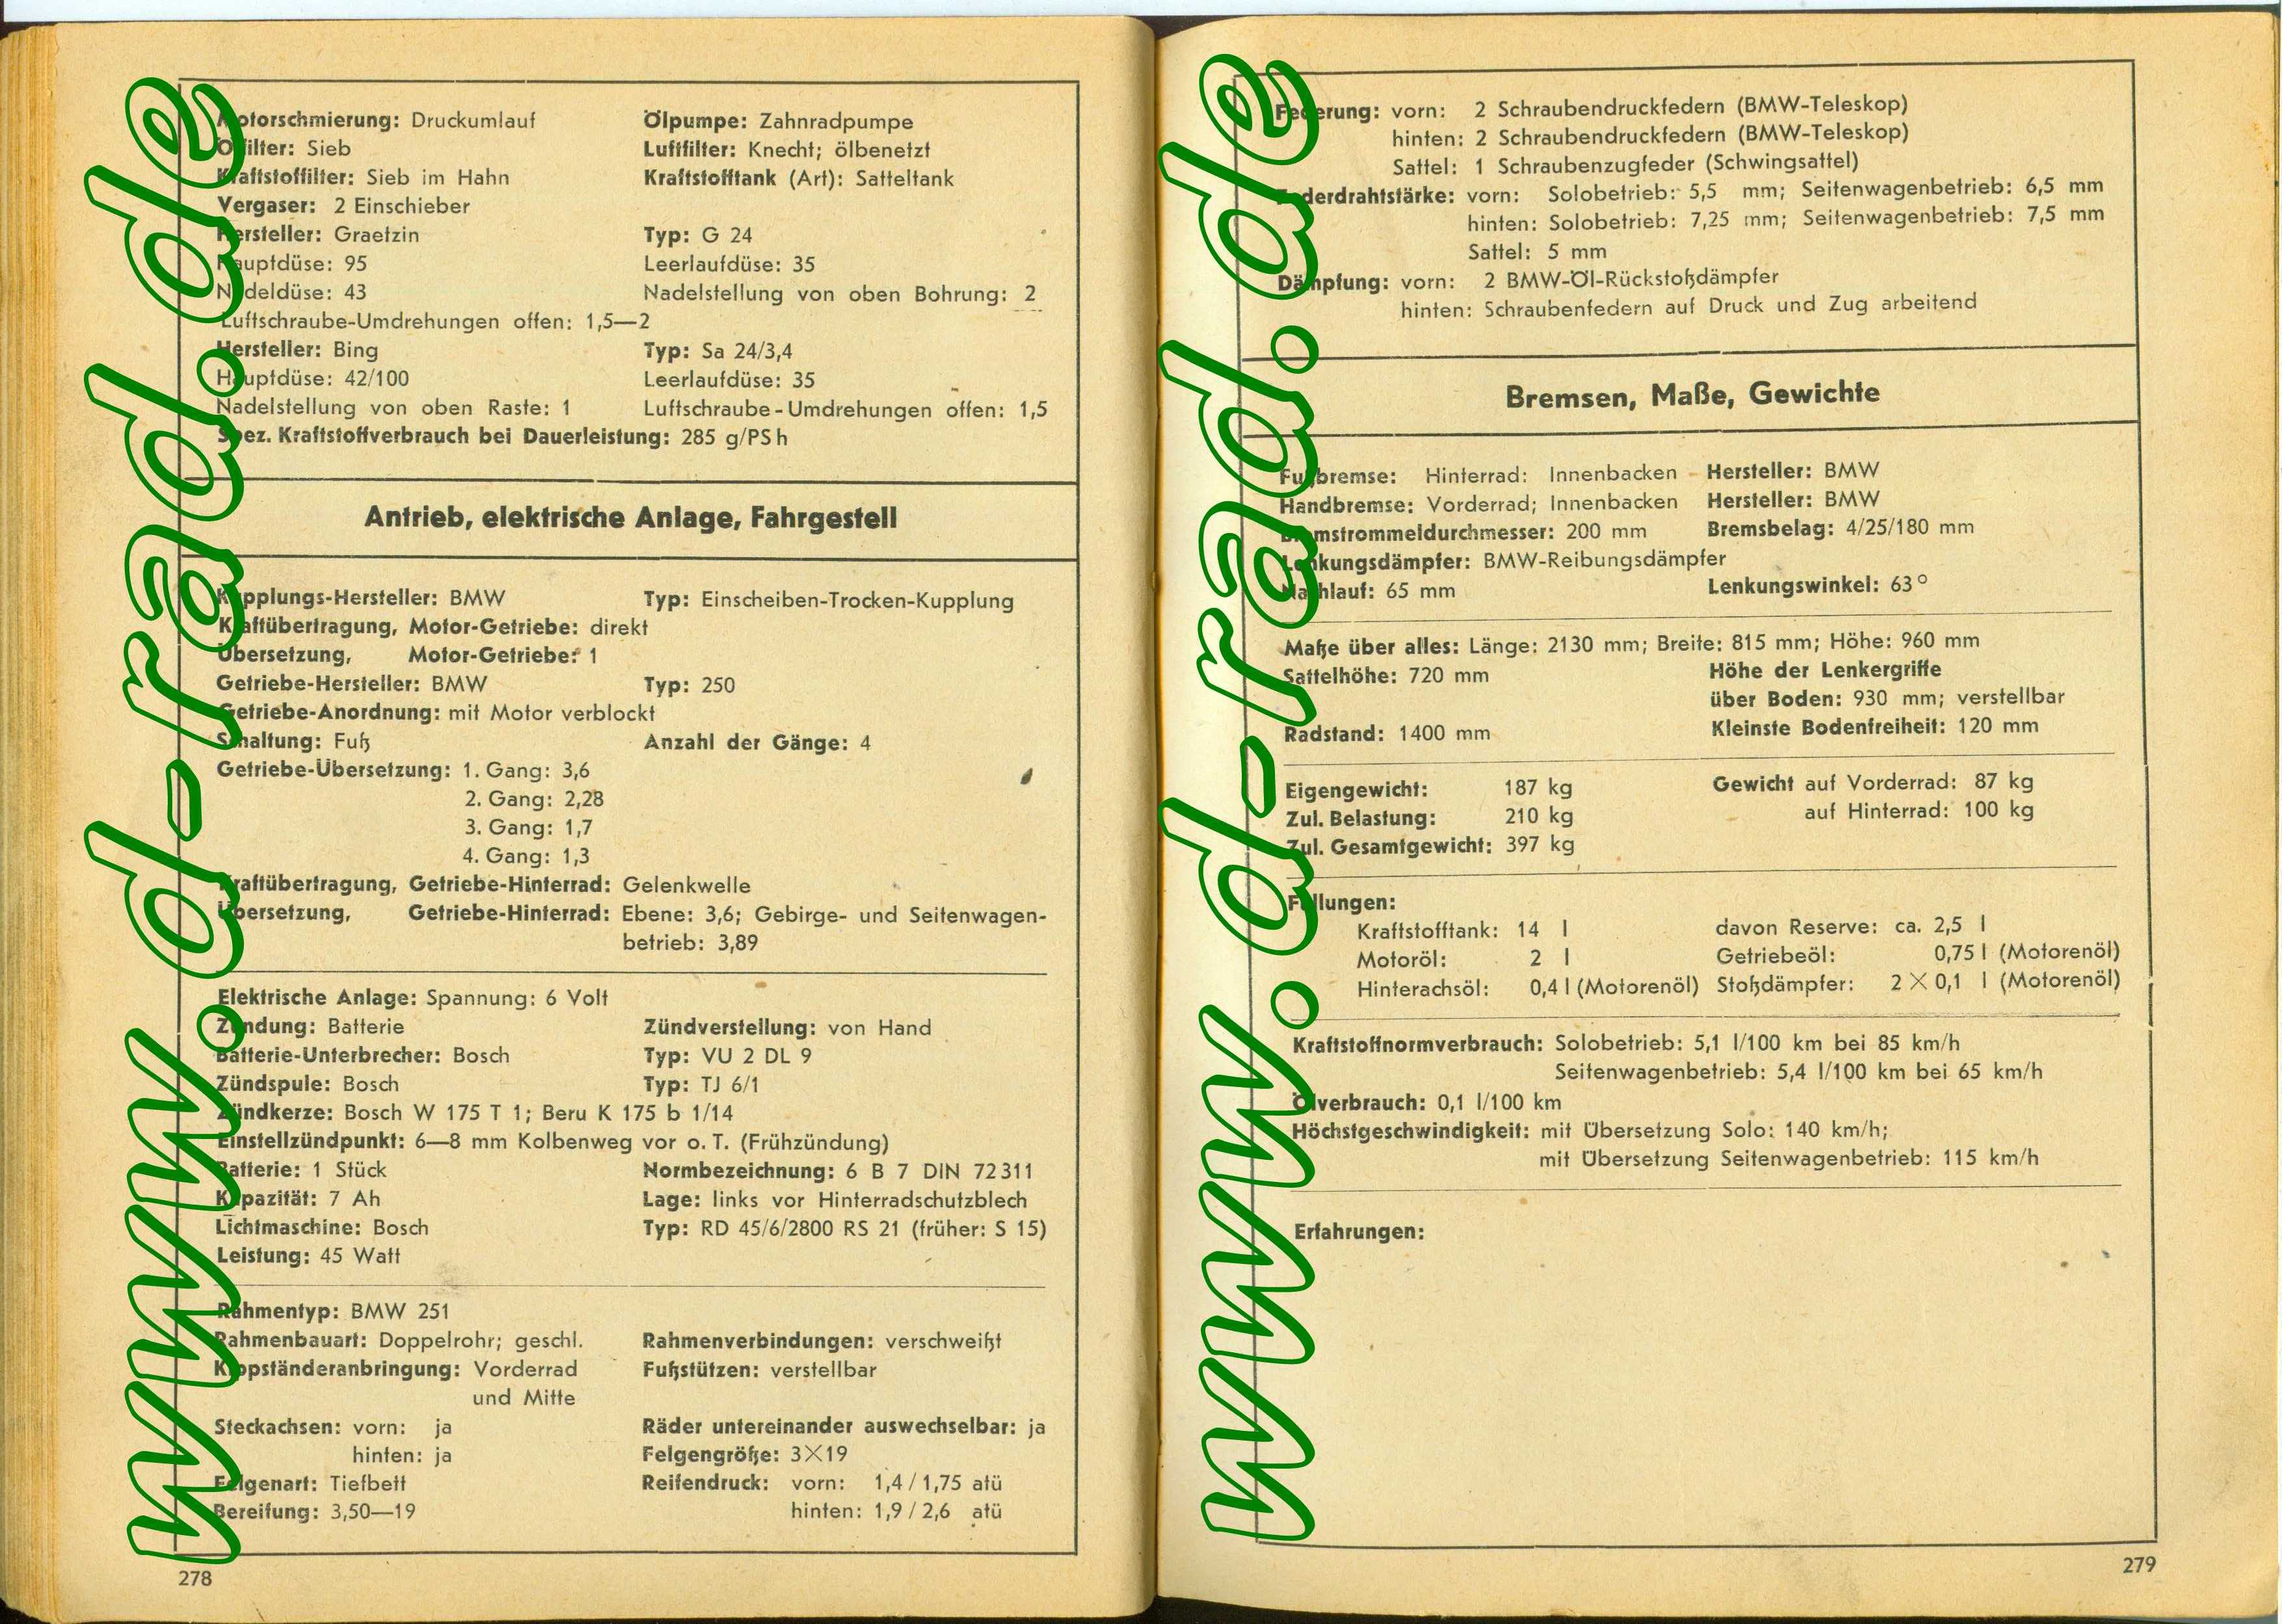 Motorschmierung: Druckumlauf Ölpumpe: Zahnradpumpe
Ölfilter: Sieb Luftfilter: Knecht; ölbenetzt
Kraftstoffilter: Sieb im Hahn Kraftstofftank (Art): Satteltank
Vergaser: 2 Einschieber
Hersteller: Graetzin Typ: G 24
Hauptdüse: 95 Leerlaufdüse: 35
Nadeldüse: 43 Nadelstellung von oben Bohrung: 2
Luftschraube-Umdrehungen offen: 1,5—2
Hersteller: Bing Typ: Sa 24/3,4
Hauptdüse: 42/100 Leerlaufdüse: 35
Nadelstellung von oben Raste: 1 Luftschraube-Umdrehungen offen: 1,5
Spez. Kraftstoffverbrauch bei Dauerleistung: 285 g/PS h
Antrieb, elektrische Anlage, Fahrgestell
Kupplungs-Hersteller: BMW Typ: Einscheiben-Trocken-Kupplung
Kraftübertragung, Motor-Getriebe: direkt
Übersetzung, Motor-Getriebe: 1
Getriebe-Hersteller: BMW Typ: 250
Getriebe-Anordnung: mit Motor verblockt
Schaltung: Fuß Anzahl der Gänge: 4
Getriebe-Übersetzung: 1. Gang: 3,6
2. Gang: 2,28
3. Gang: 1,7
4. Gang: 1,3
Kraftübertragung, Getriebe-Hinterrad: Gelenkwelle
Übersetzung, Getriebe-Hinterrad: Ebene: 3,6; Gebirge- und Seitenwagen-
betrieb: 3,89
Elektrische Anlage: Spannung: 6 Volt
Zündung: Batterie Zündverstellung: von Hand
Batterie-Unterbrecher: Bosch Typ: VU 2 DL 9
Zündspule: Bosch Typ: TJ 6/1
Zündkerze: Bosch W 175 T 1; Beru K 175 b 1/14
Einstellzündpunkt: 6—8 mm Kolbenweg vor o. T. (Frühzündung)
Batterie: 1 Stück Normbezeichnung: 6 B 7 DIN 72311
Kapazität: 7 Ah Lage: links vor Hinterradschutzblech
Lichtmaschine: Bosch Typ: RD 45/6/2800 RS 21 (früher: S 15)
Leistung: 45 Watt
Rahmentyp: BMW 251
Rahmenbauart: Doppelrohr; geschl. Rahmenverbindungen: verschweißt
Kippständeranbringung: Vorderrad Fußstützen: verstellbar
und Mitte
Steckachsen: vorn: ja Räder untereinander auswechselbar: ja
hinten: ja Felgengröße: 3×19
Felgenart: Tiefbett Reifendruck: vorn: 1,4 / 1,75 atü
Bereifung: 3,50—19 hinten: 1,9 / 2,6 atü
278
www.d-rad.de
Federung: vorn: 2 Schraubendruckfedern (BMW-Teleskop)
hinten: 2 Schraubendruckfedern (BMW-Teleskop)
Sattel: 1 Schraubenzugfeder (Schwingsattel)
Federdrahtstärke: vorn: Solobetrieb: 5,5 mm; Seitenwagenbetrieb: 6,5 mm
hinten: Solobetrieb: 7,25 mm; Seitenwagenbetrieb: 7,5 mm
Sattel: 5 mm
Dämpfung: vorn: 2 BMW-Öl-Rückstoßdämpfer
hinten: Schraubenfedern auf Druck und Zug arbeitend
Bremsen, Maße, Gewichte
Fußbremse: Hinterrad: Innenbacken Hersteller: BMW
Handbremse: Vorderrad; Innenbacken Hersteller: BMW
Bremstrommeldurchmesser: 200 mm Bremsbelag: 4/25/180 mm
Lenkungsdämpfer: BMW-Reibungsdämpfer
Nachlauf: 65 mm Lenkungswinkel: 63°
Maße über alles: Länge: 2130 mm; Breite: 815 mm; Höhe: 960 mm
Sattelhöhe: 720 mm Höhe der Lenkergriffe
über Boden: 930 mm; verstellbar
Radstand: 1400 mm Kleinste Bodenfreiheit: 120 mm
Eigengewicht: 187 kg Gewicht auf Vorderrad: 87 kg
Zul. Belastung: 210 kg auf Hinterrad: 100 kg
Zul. Gesamtgewicht: 397 kg
Füllungen:
Kraftstofftank: 14 l davon Reserve: ca. 2,5 l
Motoröl: 2 l Getriebeöl: 0,75 l (Motorenöl)
Hinterachsöl: 0,4 l (Motorenöl) Stoßdämpfer: 2 × 0,1 l (Motorenöl)
Kraftstoffnormverbrauch: Solobetrieb: 5,1 l/100 km bei 85 km/h
Seitenwagenbetrieb: 5,4 l/100 km bei 65 km/h
Ölverbrauch: 0,1 l/100 km
Höchstgeschwindigkeit: mit Übersetzung Solo: 140 km/h;
mit Übersetzung Seitenwagenbetrieb: 115 km/h
Erfahrungen:
279
www.d-rad.de